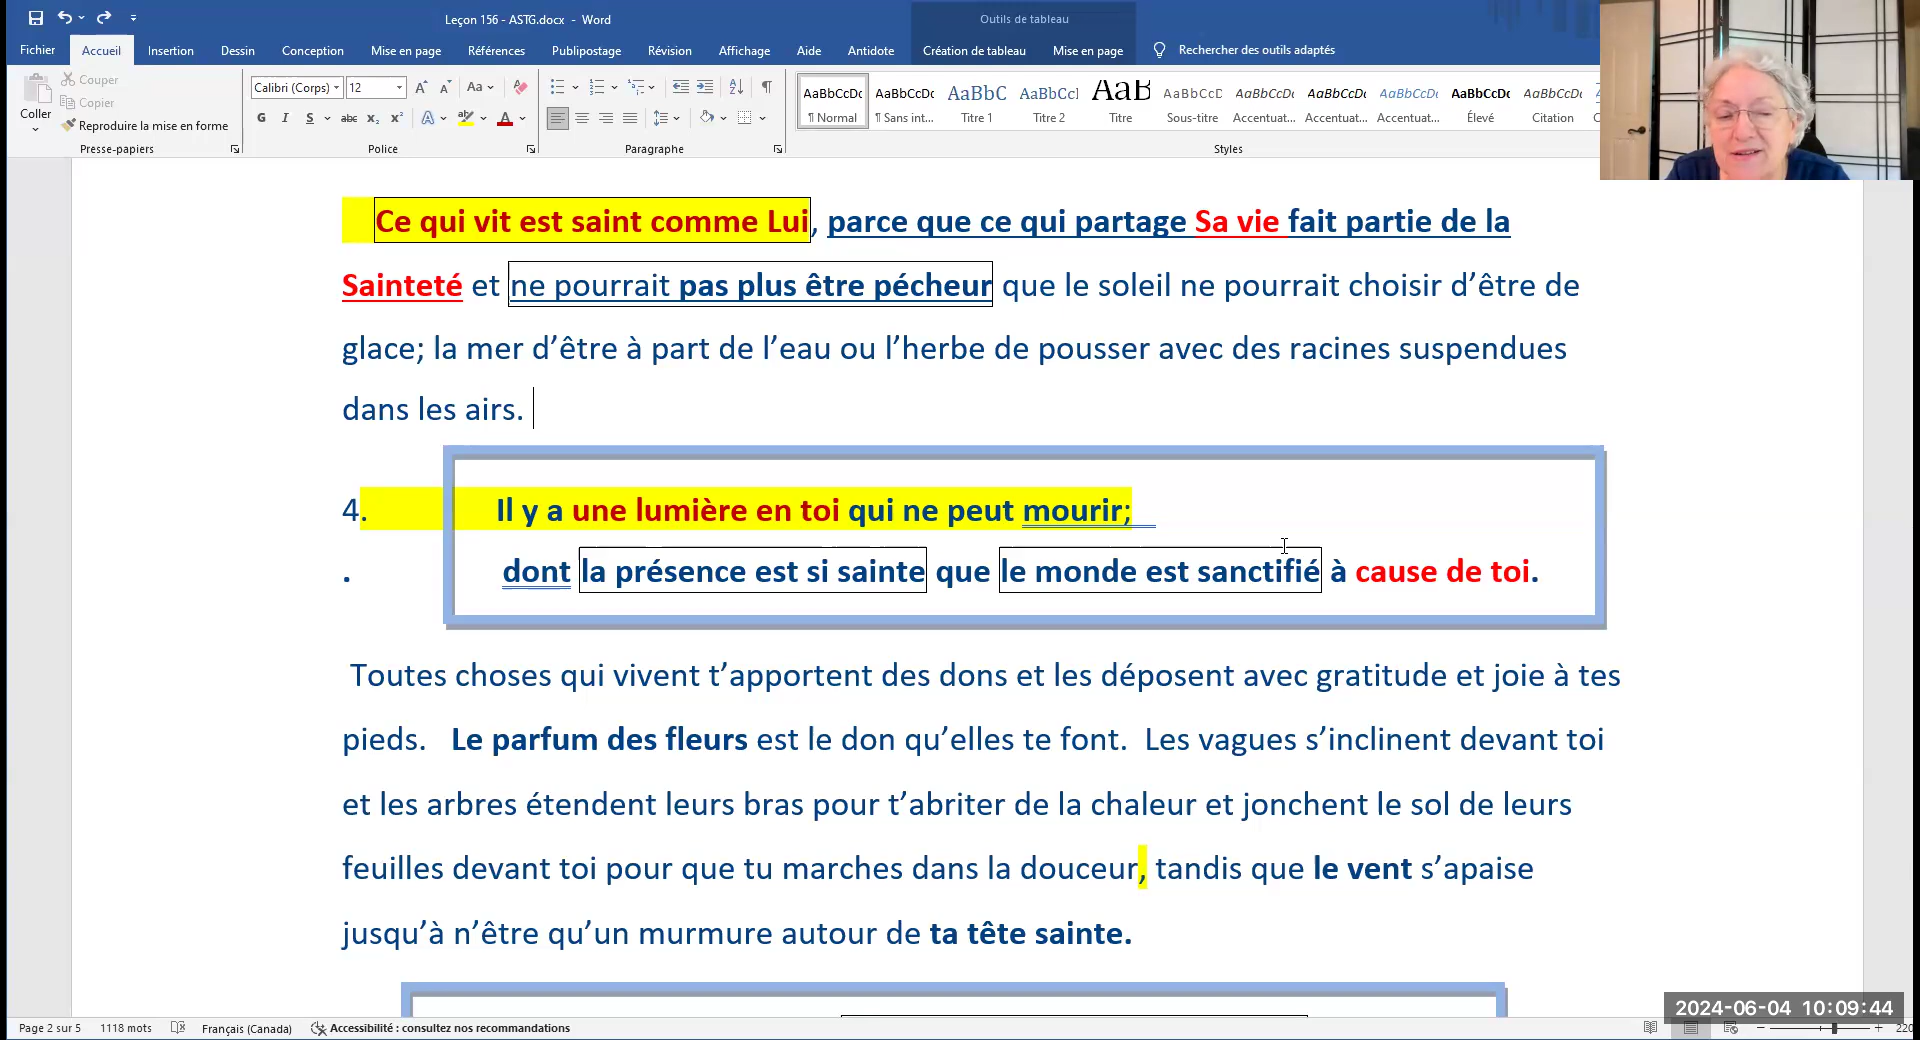 Leçon 156 - ASTG.docx - Word
Outils de tableau
Fichier Accueil Insertion Dessin Conception Mise en page Références Publipostage Révision Affichage Aide Antidote Création de tableau Mise en page Rechercher des outils adaptés
Coller
Couper
Copier
Reproduire la mise en forme
Presse-papiers
Calibri (Corps) 12
Police
Paragraphe
AaBbCcDc AaBbCcDc AaBbC AaBbCcI AaB AaBbCcD AaBbCcDc AaBbCcDc AaBbCcDc AaBbCcDc AaBbCcDc
¶ Normal ¶ Sans int... Titre 1 Titre 2 Titre Sous-titre Accentuat... Accentuat... Accentuat... Élevé Citation
Styles
Ce qui vit est saint comme Lui, parce que ce qui partage Sa vie fait partie de la
Sainteté et ne pourrait pas plus être pécheur que le soleil ne pourrait choisir d’être de
glace; la mer d’être à part de l’eau ou l’herbe de pousser avec des racines suspendues
dans les airs.
4. Il y a une lumière en toi qui ne peut mourir;
. dont la présence est si sainte que le monde est sanctifié à cause de toi.
Toutes choses qui vivent t’apportent des dons et les déposent avec gratitude et joie à tes
pieds. Le parfum des fleurs est le don qu’elles te font. Les vagues s’inclinent devant toi
et les arbres étendent leurs bras pour t’abriter de la chaleur et jonchent le sol de leurs
feuilles devant toi pour que tu marches dans la douceur, tandis que le vent s’apaise
jusqu’à n’être qu’un murmure autour de ta tête sainte.
2024-06-04 10:09:44
Page 2 sur 5 1118 mots Français (Canada) Accessibilité : consultez nos recommandations